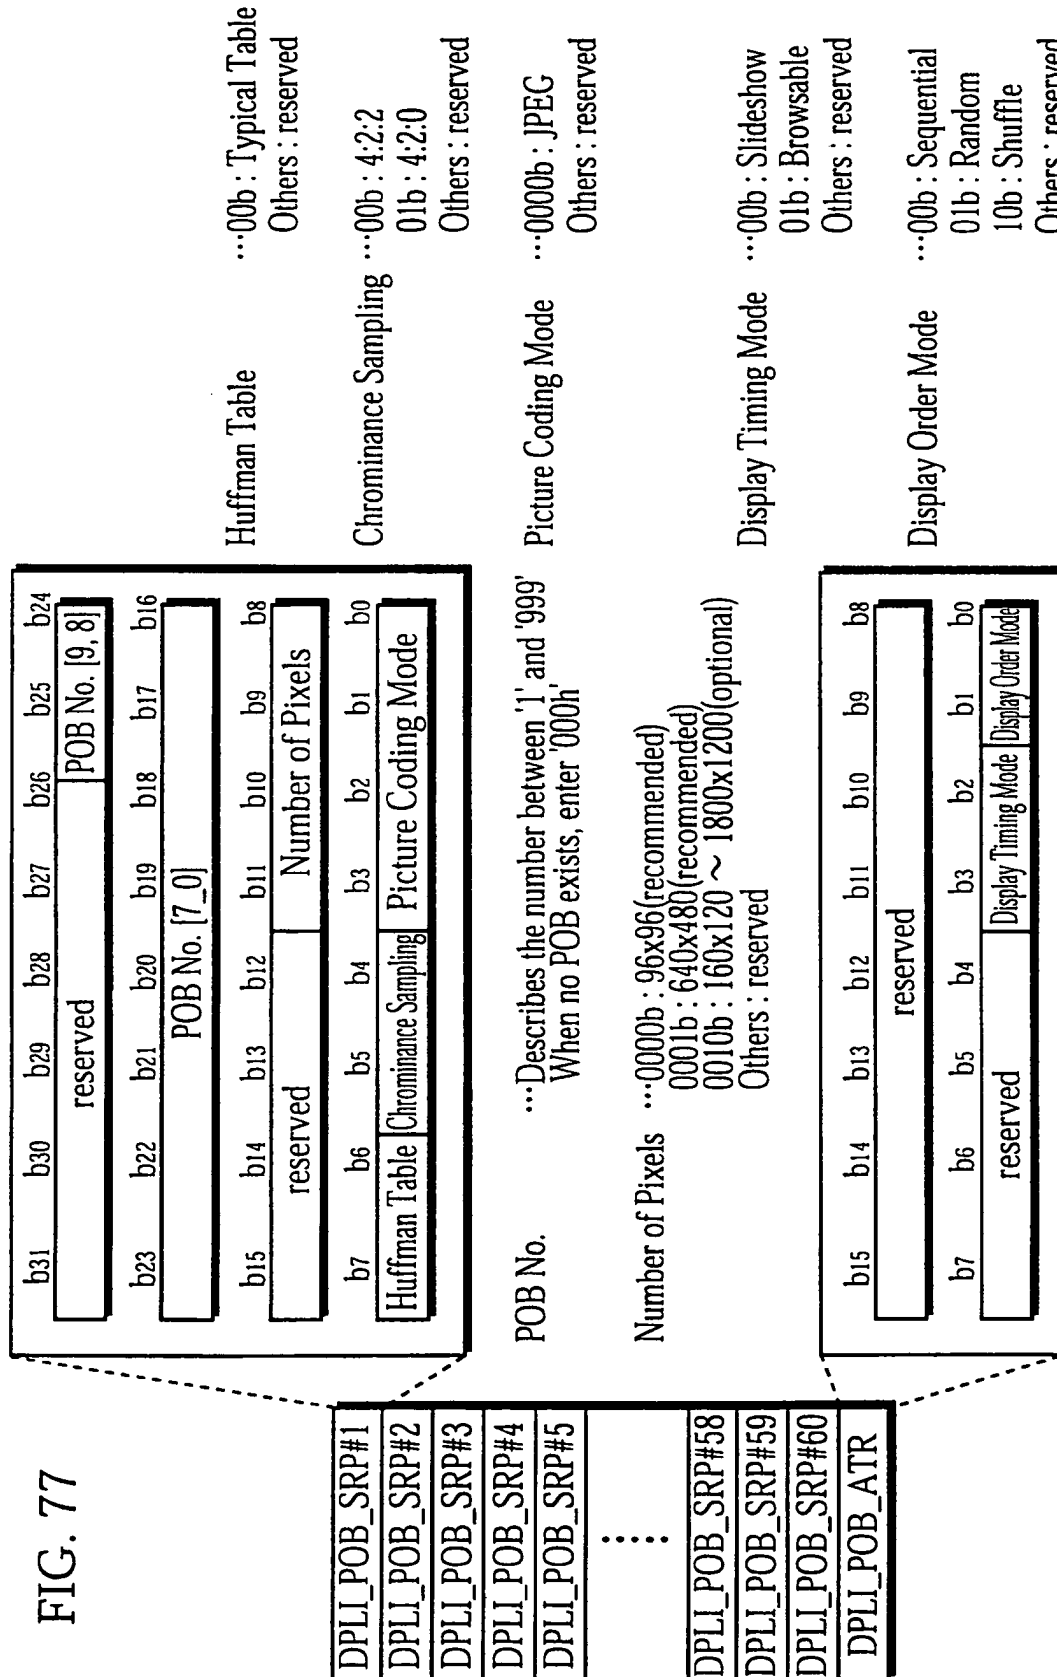 FIG. 77
DPLI_POB_SRP#1
DPLI_POB_SRP#2
DPLI_POB_SRP#3
DPLI_POB_SRP#4
DPLI_POB_SRP#5
DPLI_POB_SRP#58
DPLI_POB_SRP#59
DPLI_POB_SRP#60
DPLI_POB_ATR
b31 b30 b29 b28 b27 b26 b25 b24
reserved POB No. [9, 8]
b23 b22 b21 b20 b19 b18 b17 b16
POB No. [7_0]
b15 b14 b13 b12 b11 b10 b9 b8
reserved Number of Pixels
b7 b6 b5 b4 b3 b2 b1 b0
Huffman Table Chrominance Sampling Picture Coding Mode
POB No. …Describes the number between '1' and '999'
When no POB exists, enter '000h'
Number of Pixels …0000b : 96x96(recommended)
0001b : 640x480(recommended)
0010b : 160x120 ~ 1800x1200(optional)
Others : reserved
b15 b14 b13 b12 b11 b10 b9 b8
reserved
b7 b6 b5 b4 b3 b2 b1 b0
reserved Display Timing Mode Display Order Mode
Huffman Table …00b : Typical Table
Others : reserved
Chrominance Sampling …00b : 4:2:2
01b : 4:2:0
Others : reserved
Picture Coding Mode …0000b : JPEG
Others : reserved
Display Timing Mode …00b : Slideshow
01b : Browsable
Others : reserved
Display Order Mode …00b : Sequential
01b : Random
10b : Shuffle
Others : reserved